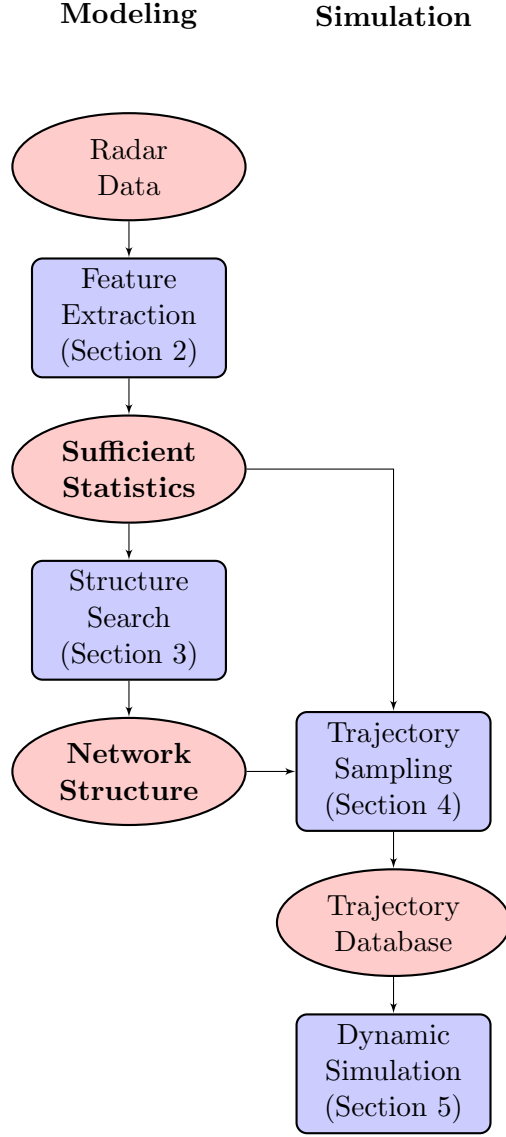 Modeling
Simulation
Radar
Data
Feature
Extraction
(Section 2)
Sufficient
Statistics
Structure
Search
(Section 3)
Network
Structure
Trajectory
Sampling
(Section 4)
Trajectory
Database
Dynamic
Simulation
(Section 5)